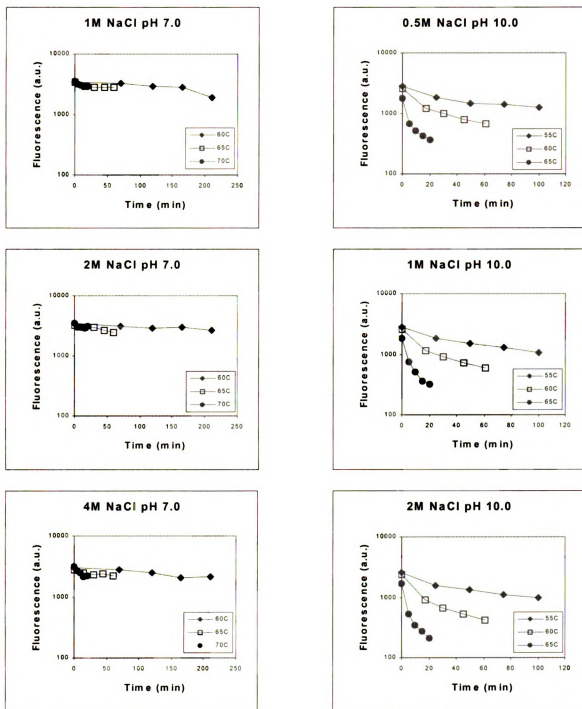 1M NaCl pH 7.0
Fluorescence (a.u.)
10000
1000
100
0 50 100 150 200 250
Time (min)
60C
65C
70C
0.5M NaCl pH 10.0
Fluorescence (a.u.)
10000
1000
100
0 20 40 60 80 100 120
Time (min)
55C
60C
65C
2M NaCl pH 7.0
Fluorescence (a.u.)
10000
1000
100
0 50 100 150 200 250
Time (min)
60C
65C
70C
1M NaCl pH 10.0
Fluorescence (a.u.)
10000
1000
100
0 20 40 60 80 100 120
Time (min)
55C
60C
65C
4M NaCl pH 7.0
Fluorescence (a.u.)
10000
1000
100
0 50 100 150 200 250
Time (min)
60C
65C
70C
2M NaCl pH 10.0
Fluorescence (a.u.)
10000
1000
100
0 20 40 60 80 100 120
Time (min)
55C
60C
65C